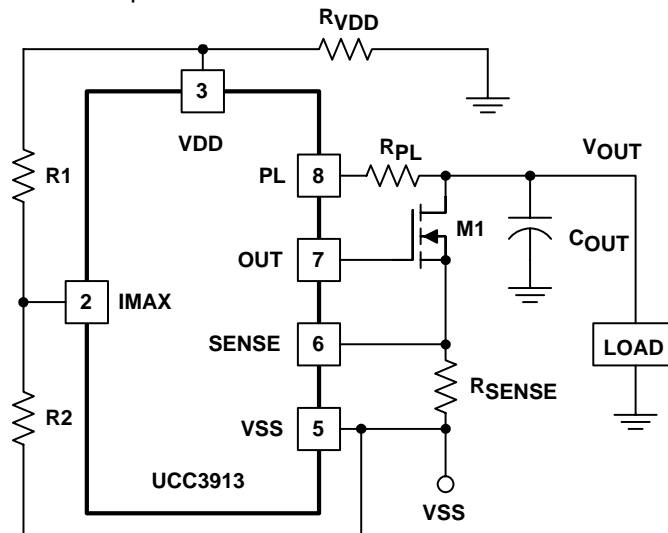 RVDD
3
VDD
R1
PL
8
RPL
VOUT
M1
COUT
OUT
7
2
IMAX
SENSE
6
LOAD
RSENSE
R2
VSS
5
UCC3913
VSS